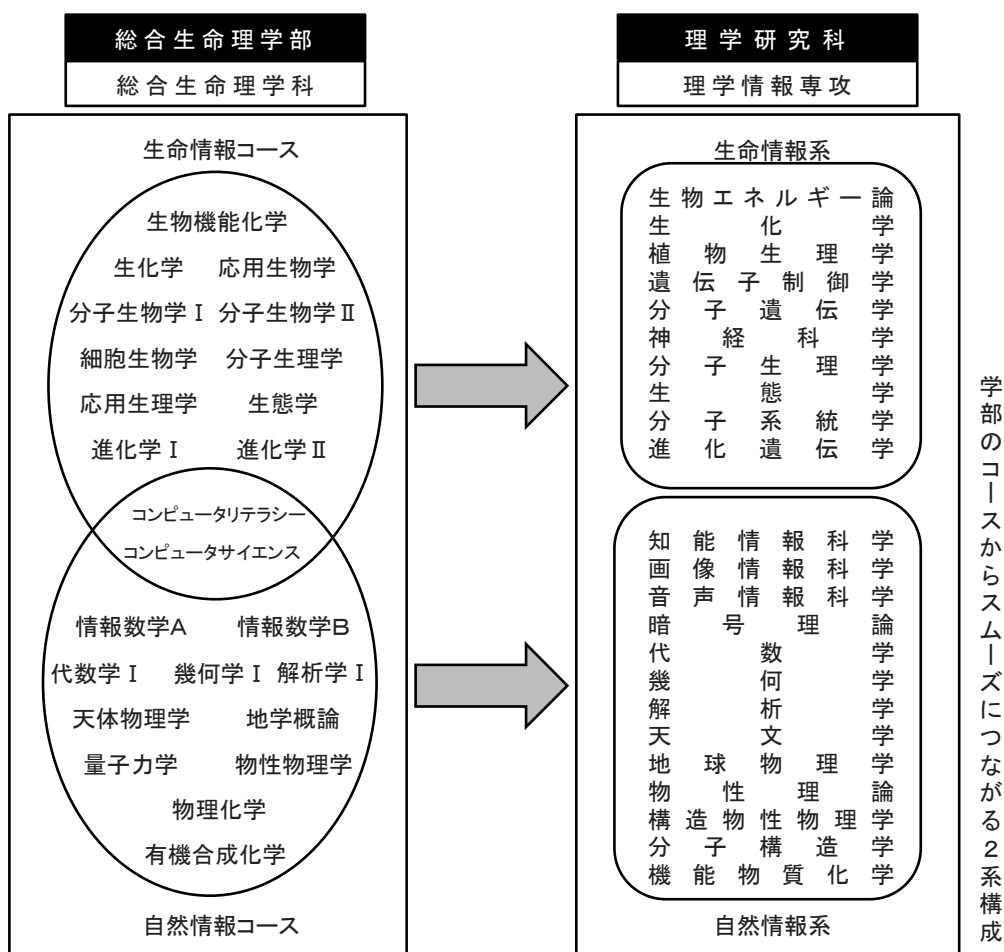 総合生命理学部
総合生命理学科
生命情報コース
生物機能化学
生化学 応用生物学
分子生物学Ⅰ 分子生物学Ⅱ
細胞生物学 分子生理学
応用生理学 生態学
進化学Ⅰ 進化学Ⅱ
コンピュータリテラシー
コンピュータサイエンス
情報数学A 情報数学B
代数学Ⅰ 幾何学Ⅰ 解析学Ⅰ
天体物理学 地学概論
量子力学 物性物理学
物理化学
有機合成化学
自然情報コース
理学研究科
理学情報専攻
生命情報系
生物エネルギー論
生化学
植物生理学
遺伝子制御学
分子遺伝学
神経科学
分子生理学
生態学
分子系統学
進化遺伝学
知能情報科学
画像情報科学
音声情報科学
暗号理論
代数学
幾何学
解析学
天文学
地球物理学
物性理論
構造物性物理学
分子構造学
機能物質化学
自然情報系
学部のコースからスムーズにつながる2系構成